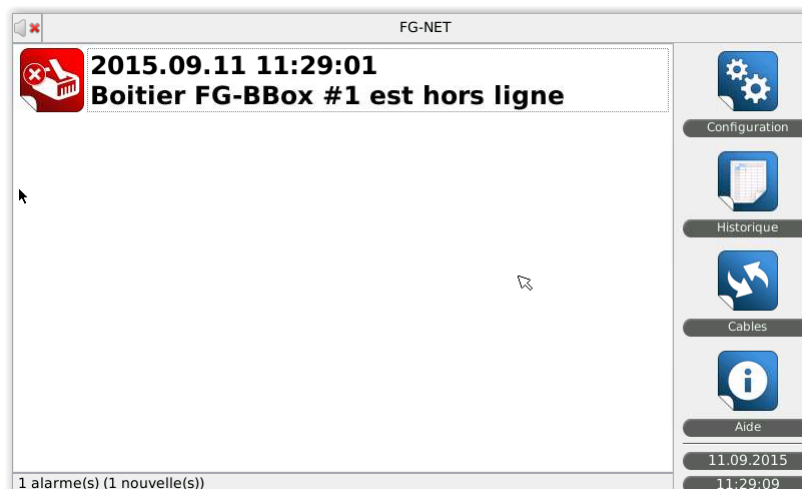 FG-NET
2015.09.11 11:29:01
Boitier FG-BBox #1 est hors ligne
Configuration
Historique
Cables
Aide
11.09.2015
11:29:09
1 alarme(s) (1 nouvelle(s))